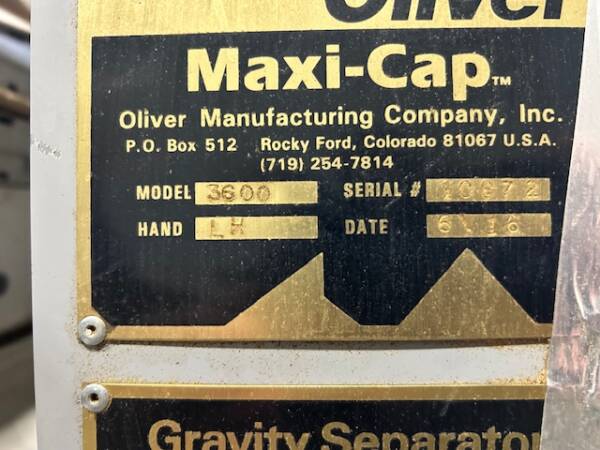 Oliver
Maxi-Cap™
Oliver Manufacturing Company, Inc.
P.O. Box 512 Rocky Ford, Colorado 81067 U.S.A.
(719) 254-7814
MODEL 3600 SERIAL #
HAND LH DATE
Gravity Separator